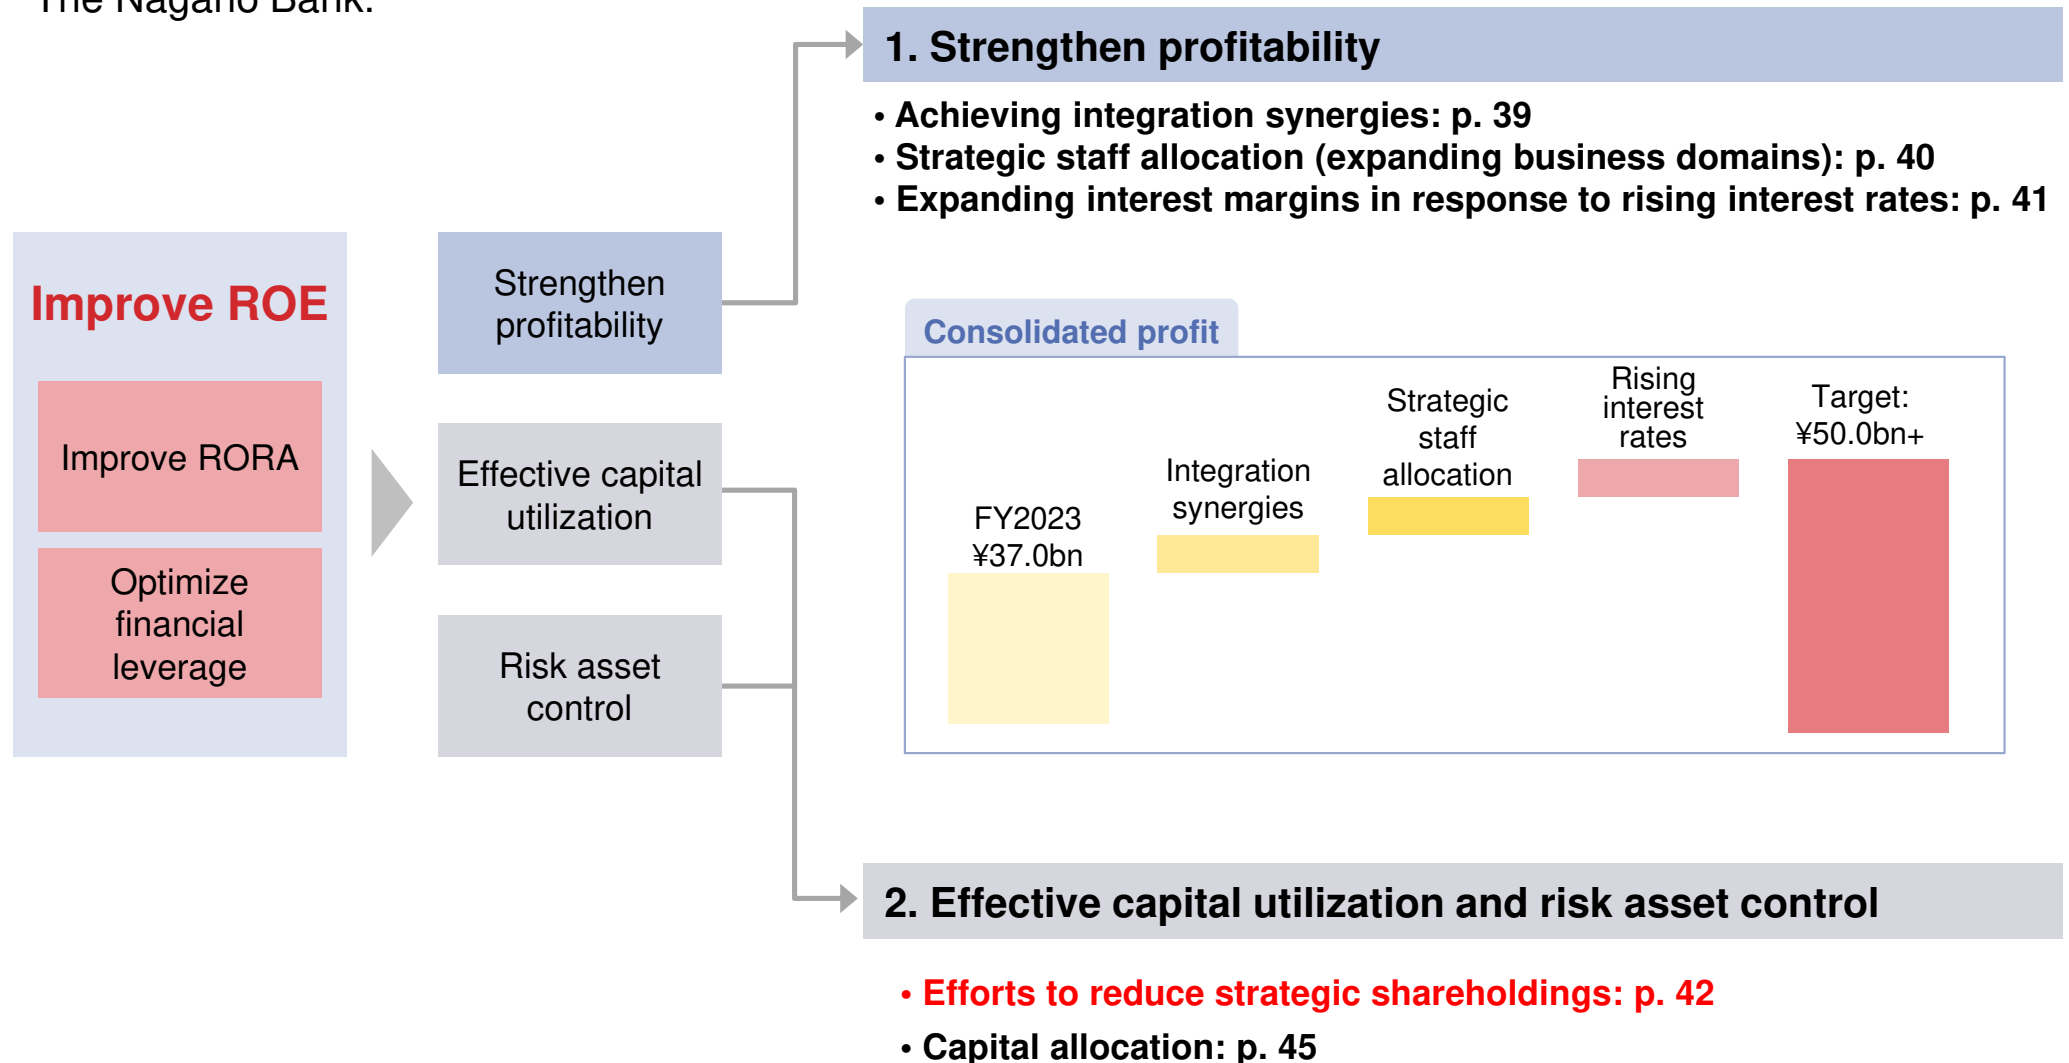 The Nagano Bank.
Improve ROE
Improve RORA
Optimize
financial
leverage
Strengthen
profitability
Effective capital
utilization
Risk asset
control
1. Strengthen profitability
• Achieving integration synergies: p. 39
• Strategic staff allocation (expanding business domains): p. 40
• Expanding interest margins in response to rising interest rates: p. 41
Consolidated profit
FY2023
¥37.0bn
Integration
synergies
Strategic
staff
allocation
Rising
interest
rates
Target:
¥50.0bn+
2. Effective capital utilization and risk asset control
• Efforts to reduce strategic shareholdings: p. 42
• Capital allocation: p. 45